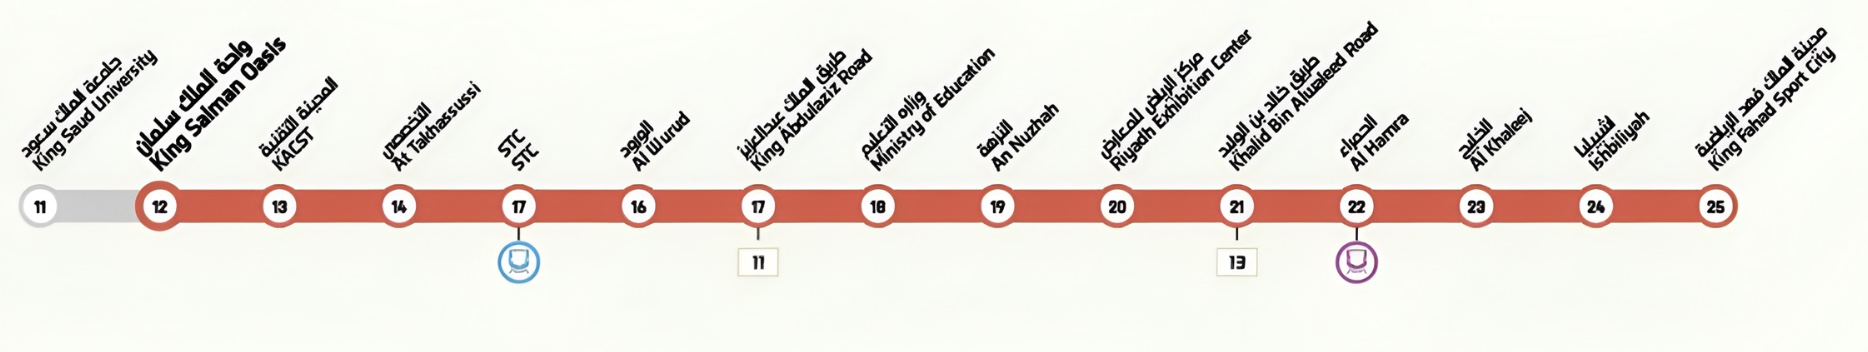 جامعة الملك سعود
King Saud University
واحة الملك سلمان
King Salman Oasis
المدينة التقنية
KACST
التخصصي
At Takhassussi
STC
STC
الورود
Al Wurud
طريق الملك عبدالعزيز
King Abdulaziz Road
وزارة التعليم
Ministry of Education
النزهة
An Nuzhah
مركز الرياض للمعارض
Riyadh Exhibition Center
طريق خالد بن الوليد
Khalid Bin Alwaleed Road
الحمراء
Al Hamra
الخليج
Al Khaleej
اشبيليا
Ishbiliyah
مدينة الملك فهد الرياضية
King Fahad Sport City
11 12 13 14 17 16 17 18 19 20 21 22 23 24 25
11 13